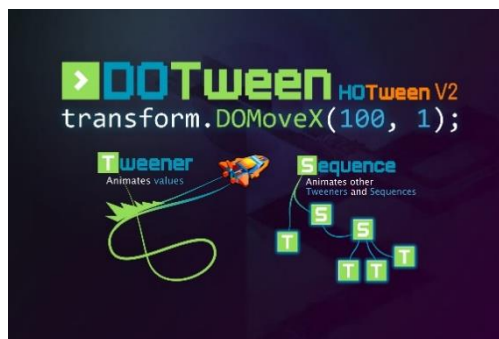 DOTween HOTween V2
transform.DOMoveX(100, 1);
Tweener
Animates values
Sequence
Animates other
Tweeners and Sequences
S
S
T
T
T
T